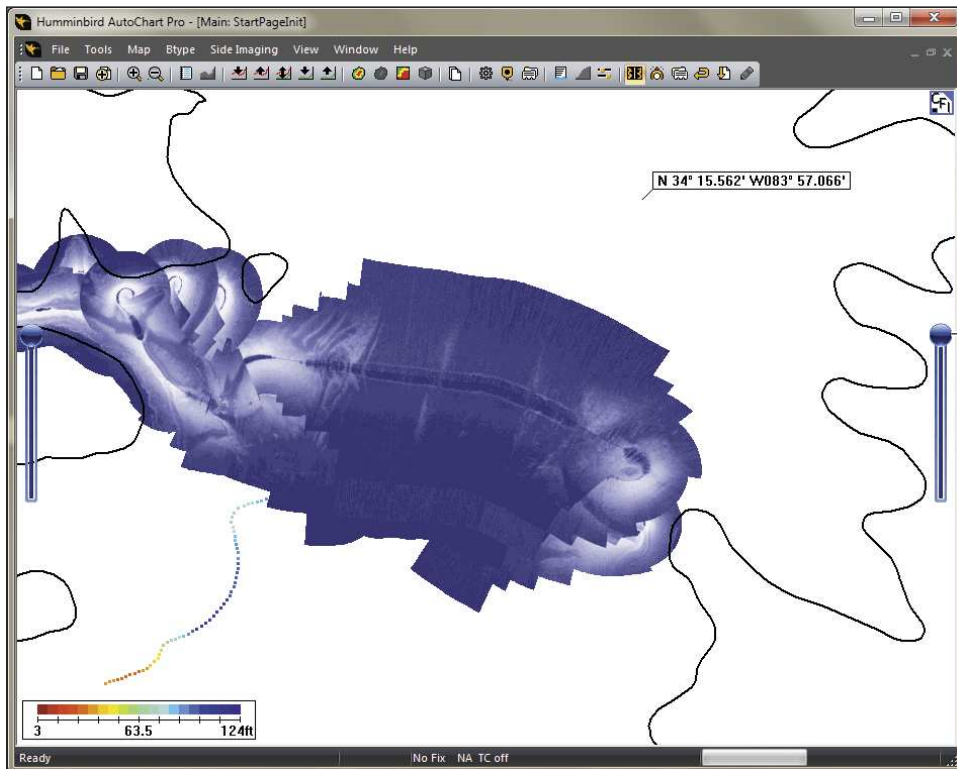 Humminbird AutoChart Pro - [Main: StartPageInit]
File Tools Map Btype Side Imaging View Window Help
CFI
N 34° 15.562' W083° 57.066'
3 63.5 124ft
Ready No Fix NA TC off